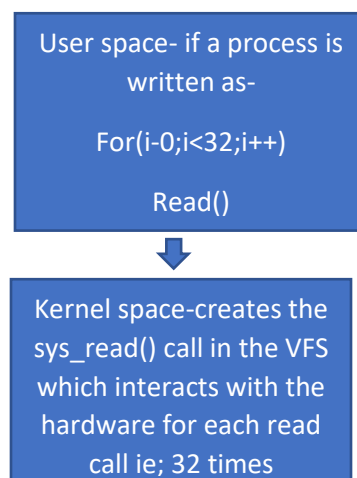 User space- if a process is
written as-
For(i-0;i<32;i++)
Read()
Kernel space-creates the
sys_read() call in the VFS
which interacts with the
hardware for each read
call ie; 32 times